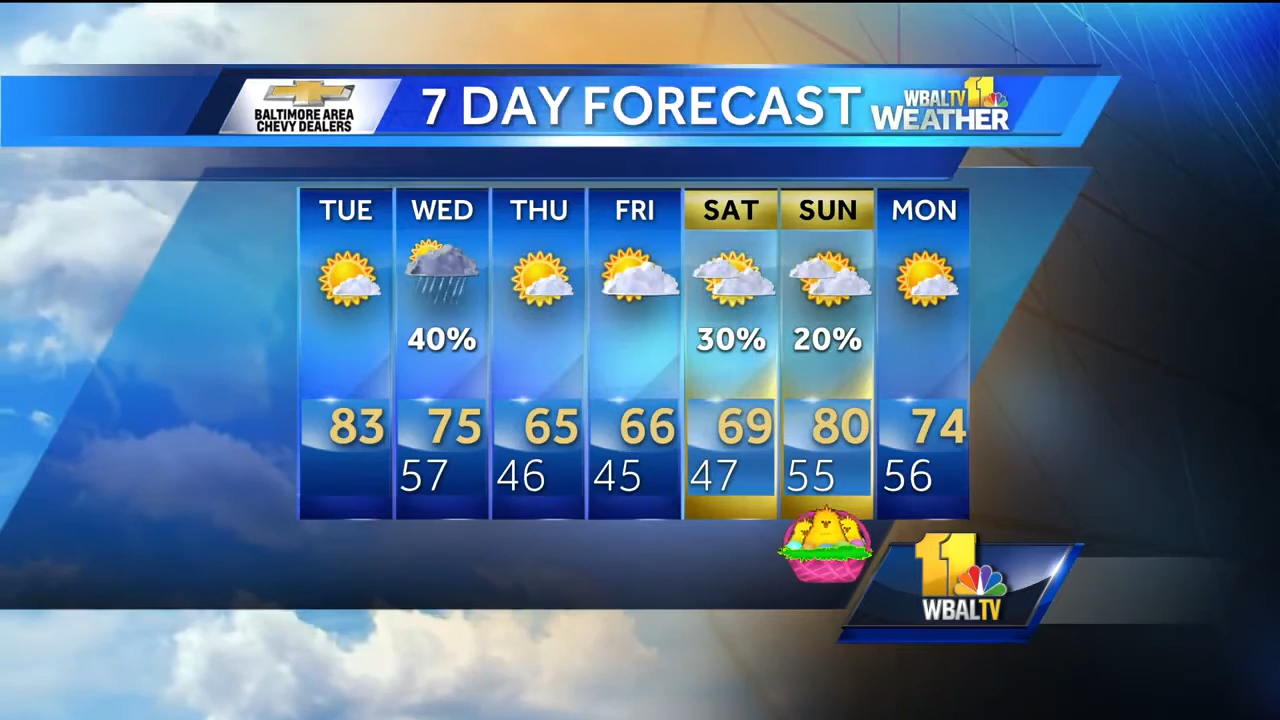 BALTIMORE AREA
CHEVY DEALERS
7 DAY FORECAST
WBALTV 11
WEATHER
TUE WED THU FRI SAT SUN MON
40% 30% 20%
83 75 65 66 69 80 74
57 46 45 47 55 56
11
WBALTV